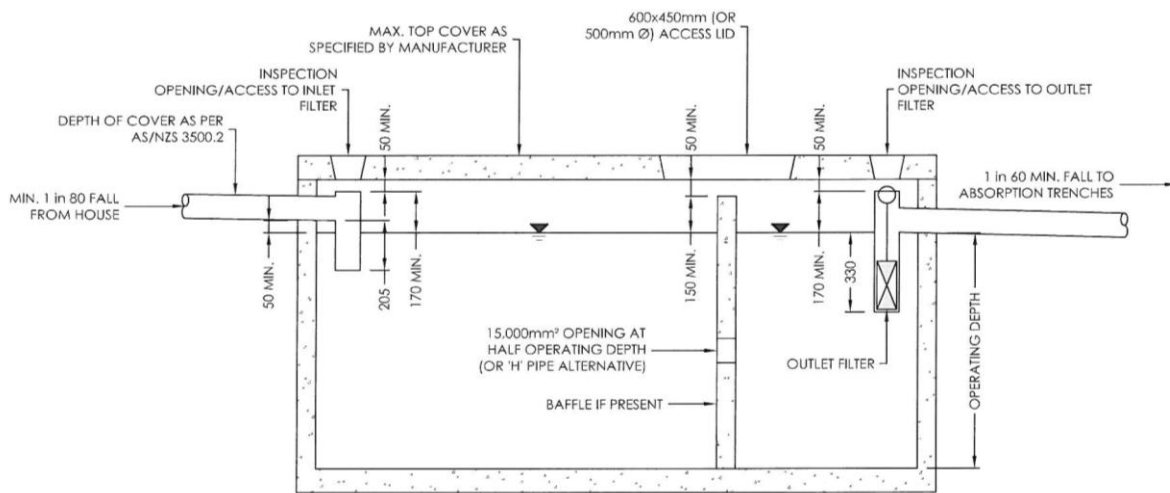 600x450mm (OR
500mm Ø) ACCESS LID
MAX. TOP COVER AS
SPECIFIED BY MANUFACTURER
INSPECTION
OPENING/ACCESS TO INLET
FILTER
INSPECTION
OPENING/ACCESS TO OUTLET
FILTER
DEPTH OF COVER AS PER
AS/NZS 3500.2
50 MIN.
50 MIN.
50 MIN.
MIN. 1 in 80 FALL
FROM HOUSE
1 in 60 MIN. FALL TO
ABSORPTION TRENCHES
50 MIN.
205
170 MIN.
150 MIN.
170 MIN.
330
OPERATING DEPTH
15,000mm² OPENING AT
HALF OPERATING DEPTH
(OR 'H' PIPE ALTERNATIVE)
OUTLET FILTER
BAFFLE IF PRESENT